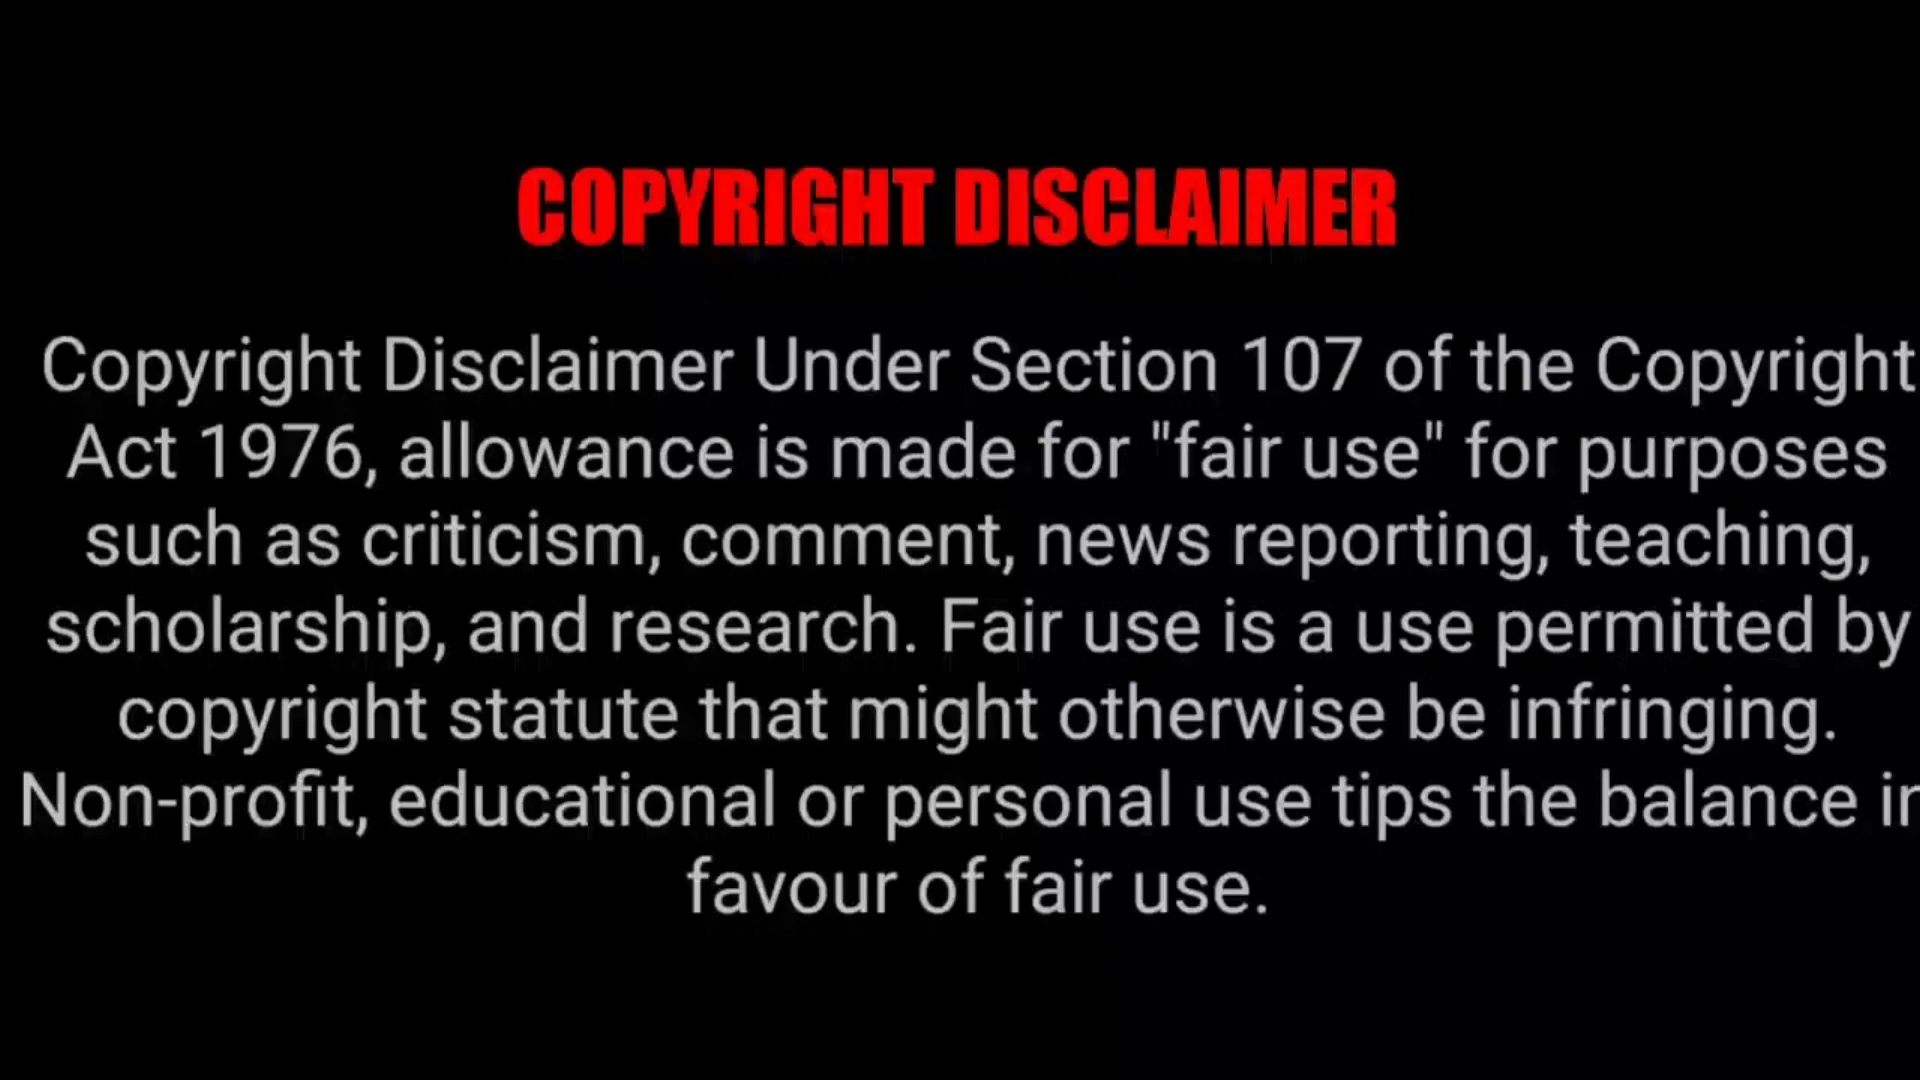 COPYRIGHT DISCLAIMER
Copyright Disclaimer Under Section 107 of the Copyright
Act 1976, allowance is made for "fair use" for purposes
such as criticism, comment, news reporting, teaching,
scholarship, and research. Fair use is a use permitted by
copyright statute that might otherwise be infringing.
Non-profit, educational or personal use tips the balance in
favour of fair use.